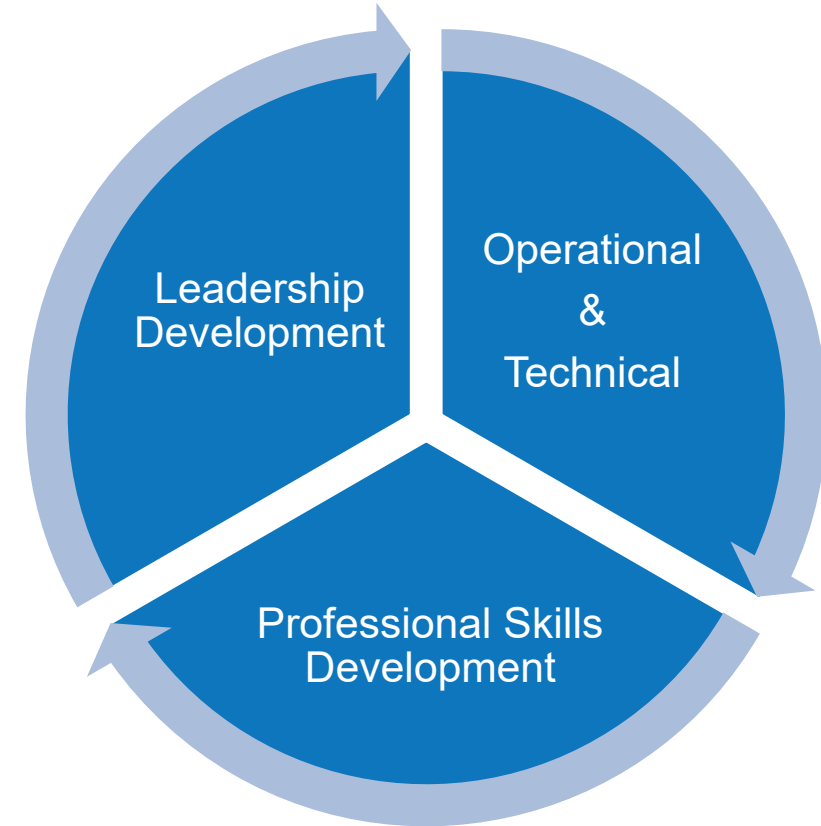 Operational
&
Technical
Professional Skills
Development
Leadership
Development